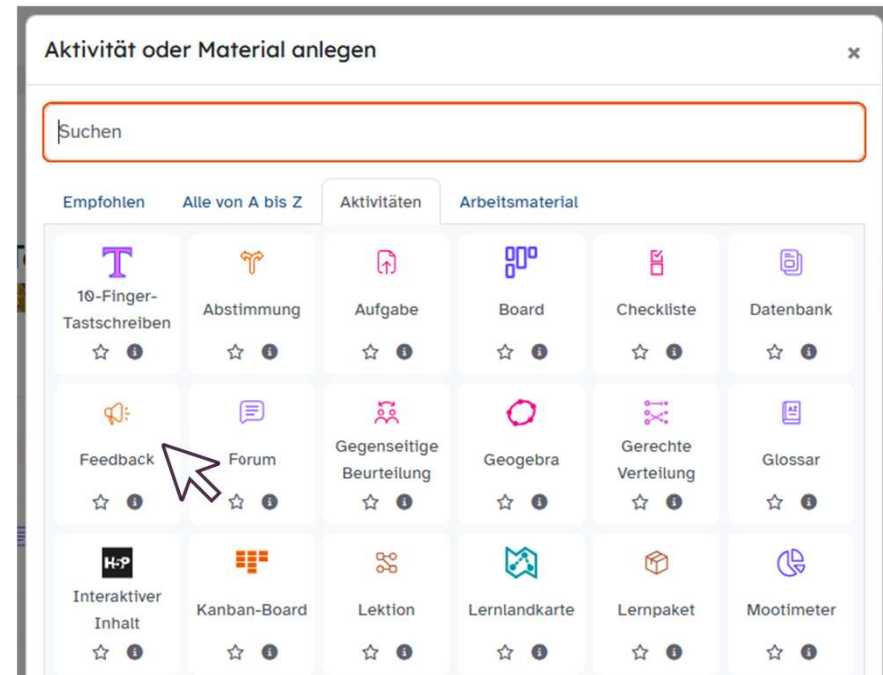 Aktivität oder Material anlegen
Suchen
Empfohlen Alle von A bis Z Aktivitäten Arbeitsmaterial
10-Finger-
Tastschreiben
Abstimmung
Aufgabe
Board
Checkliste
Datenbank
Feedback
Forum
Gegenseitige
Beurteilung
Geogebra
Gerechte
Verteilung
Glossar
H5P
Interaktiver
Inhalt
Kanban-Board
Lektion
Lernlandkarte
Lernpaket
Mootimeter